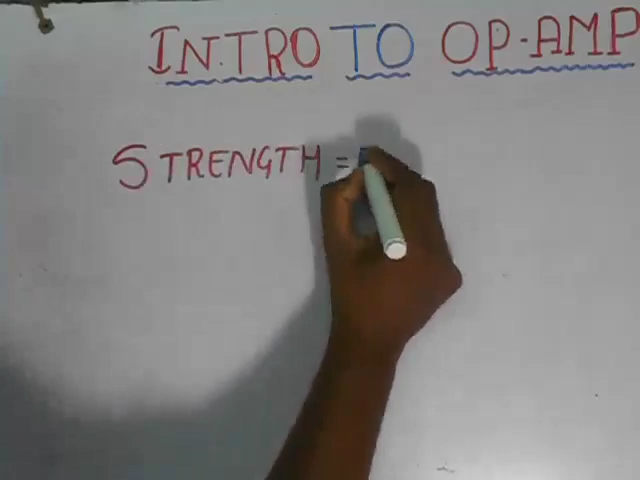 INTRO TO OP-AMP
STRENGTH =